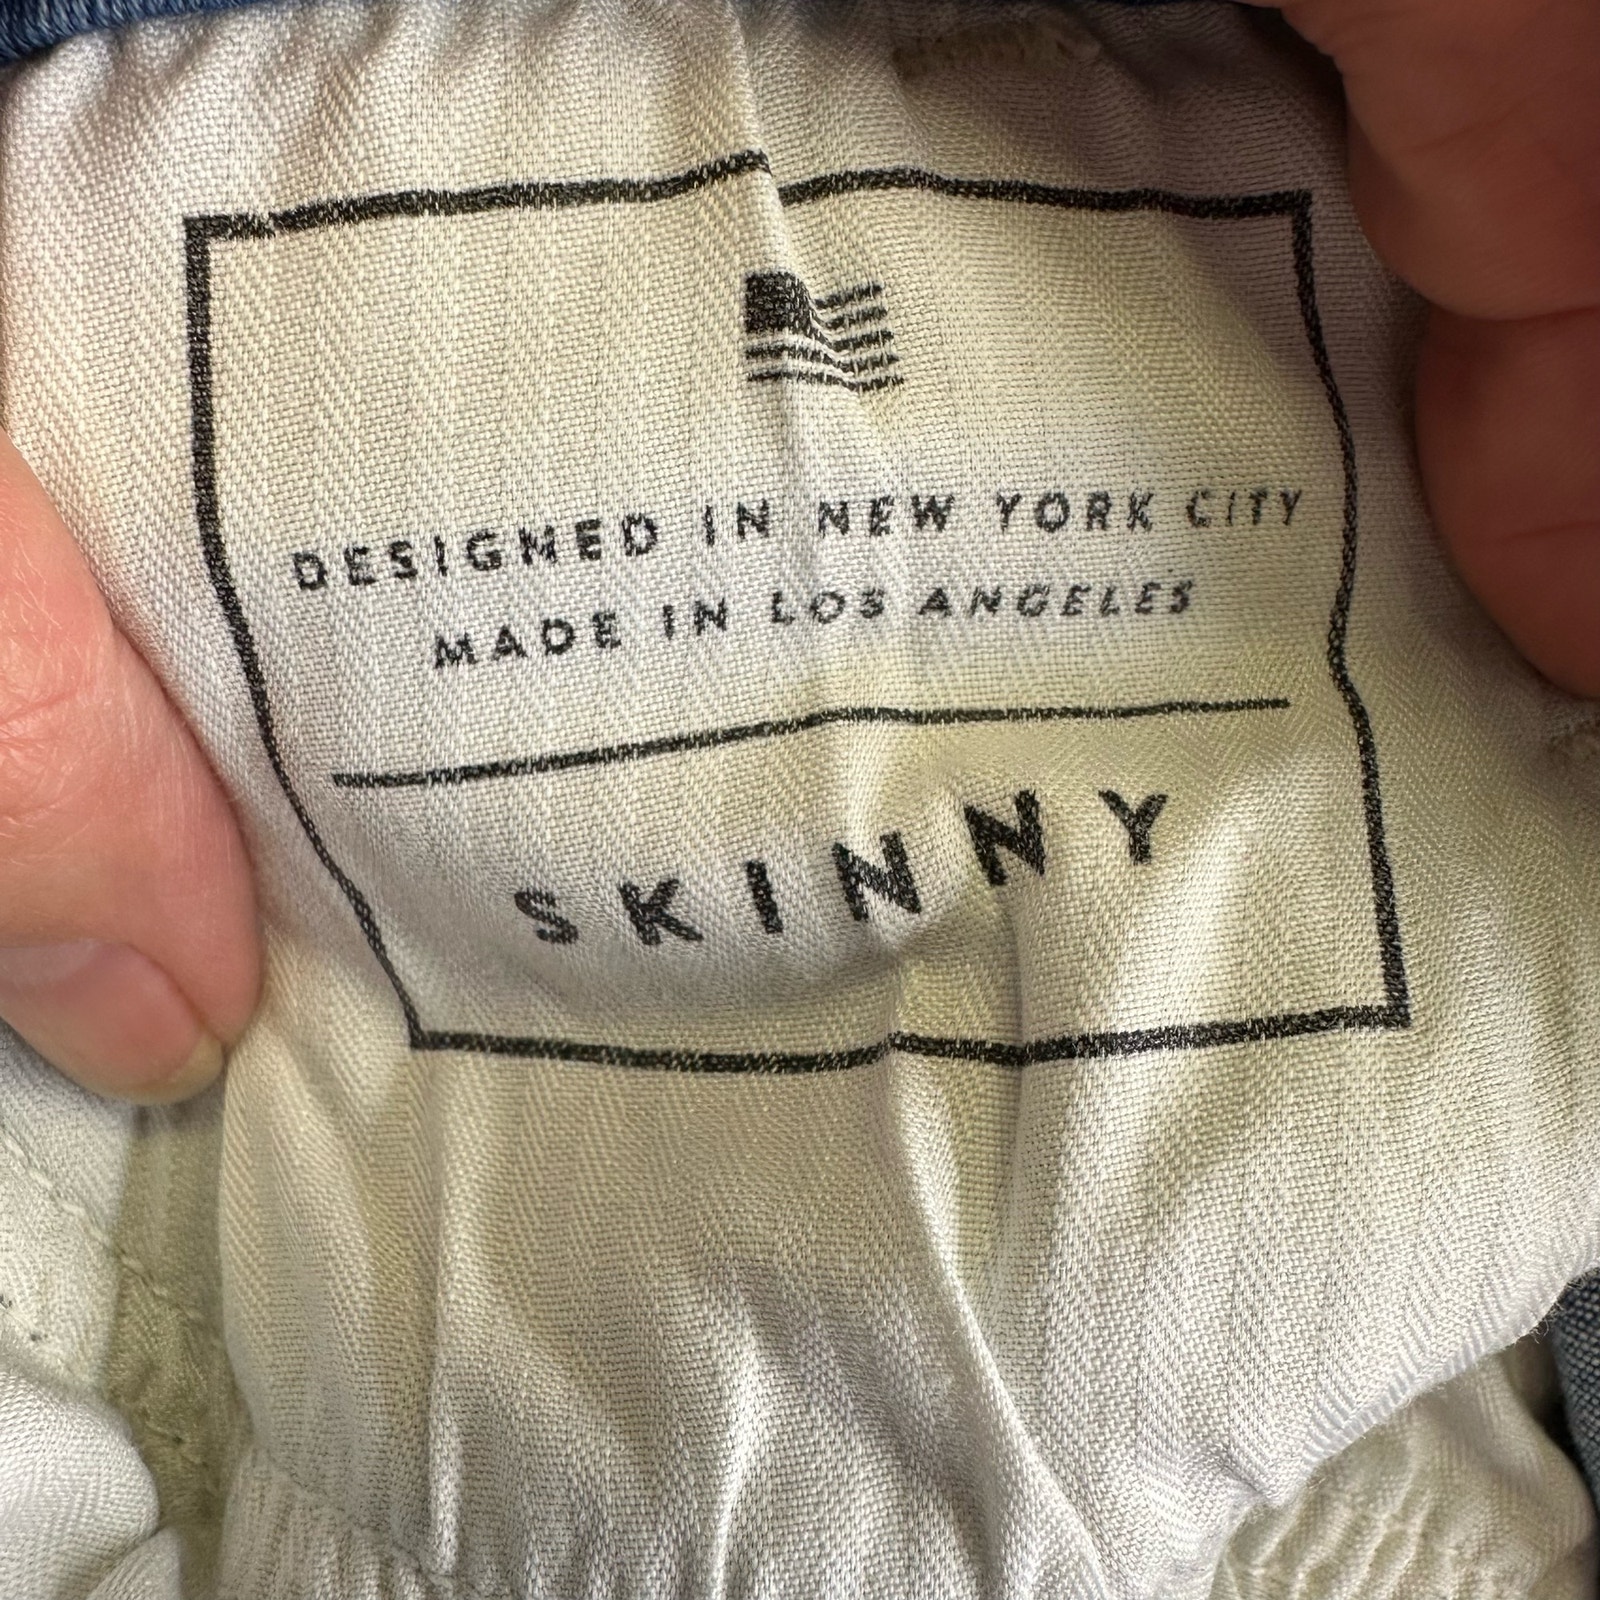 DESIGNED IN NEW YORK CITY
MADE IN LOS ANGELES
SKINNY